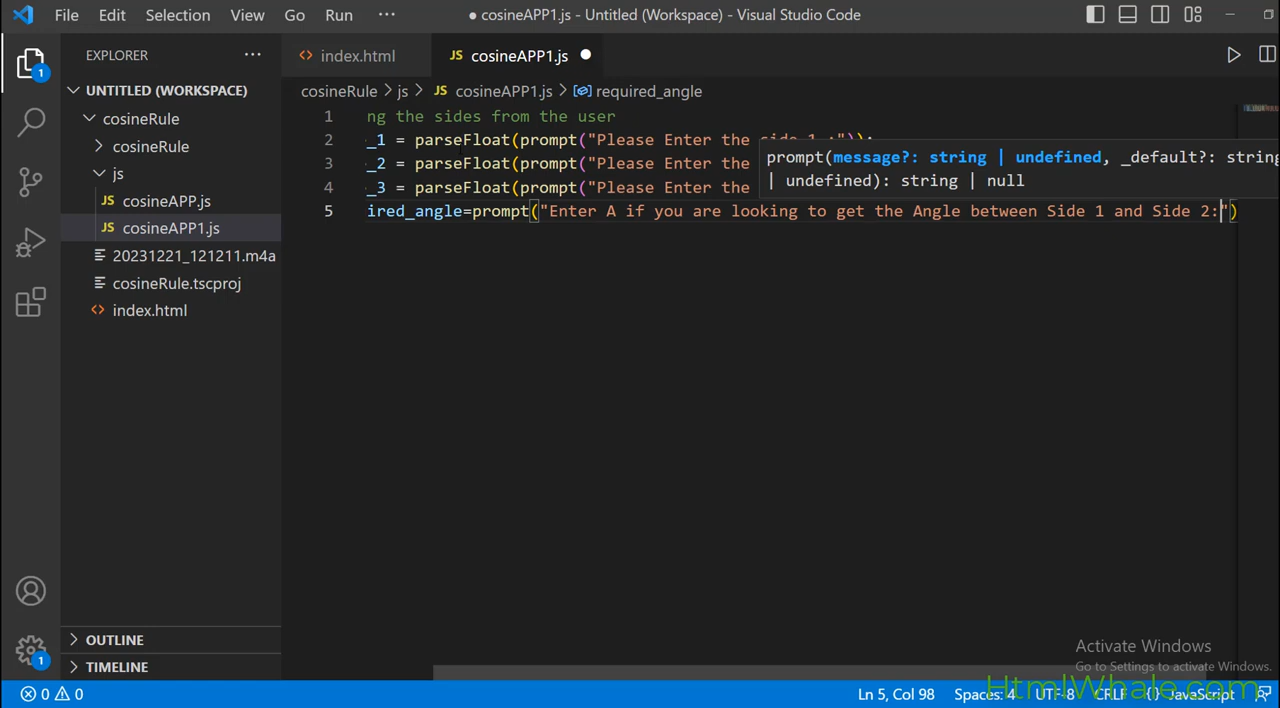 File Edit Selection View Go Run ··· ● cosineAPP1.js - Untitled (Workspace) - Visual Studio Code
EXPLORER ···
<> index.html JS cosineAPP1.js ●
UNTITLED (WORKSPACE)
cosineRule > js > JS cosineAPP1.js > required_angle
cosineRule
cosineRule
js
JS cosineAPP.js
JS cosineAPP1.js
20231221_121211.m4a
cosineRule.tscproj
<> index.html
1 ng the sides from the user
2 _1 = parseFloat(prompt("Please Enter the side 1 :"));
3 _2 = parseFloat(prompt("Please Enter the
4 _3 = parseFloat(prompt("Please Enter the
5 ired_angle=prompt("Enter A if you are looking to get the Angle between Side 1 and Side 2:")
prompt(message?: string | undefined, _default?: string
| undefined): string | null
1
1
OUTLINE
TIMELINE
Activate Windows
Go to Settings to activate Windows.
HtmlWhale.com
0 0 Ln 5, Col 98 Spaces: 4 UTF-8 CRLF {} JavaScript